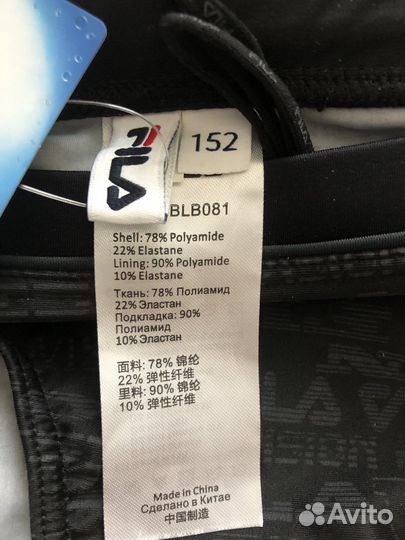 FILA
152
BLB081
Shell: 78% Polyamide
22% Elastane
Lining: 90% Polyamide
10% Elastane
Ткань: 78% Полиамид
22% Эластан
Подкладка: 90%
Полиамид
10% Эластан
面料: 78% 锦纶
22% 弹性纤维
里料: 90% 锦纶
10% 弹性纤维
Made in China
Сделано в Китае
中国制造
Avito